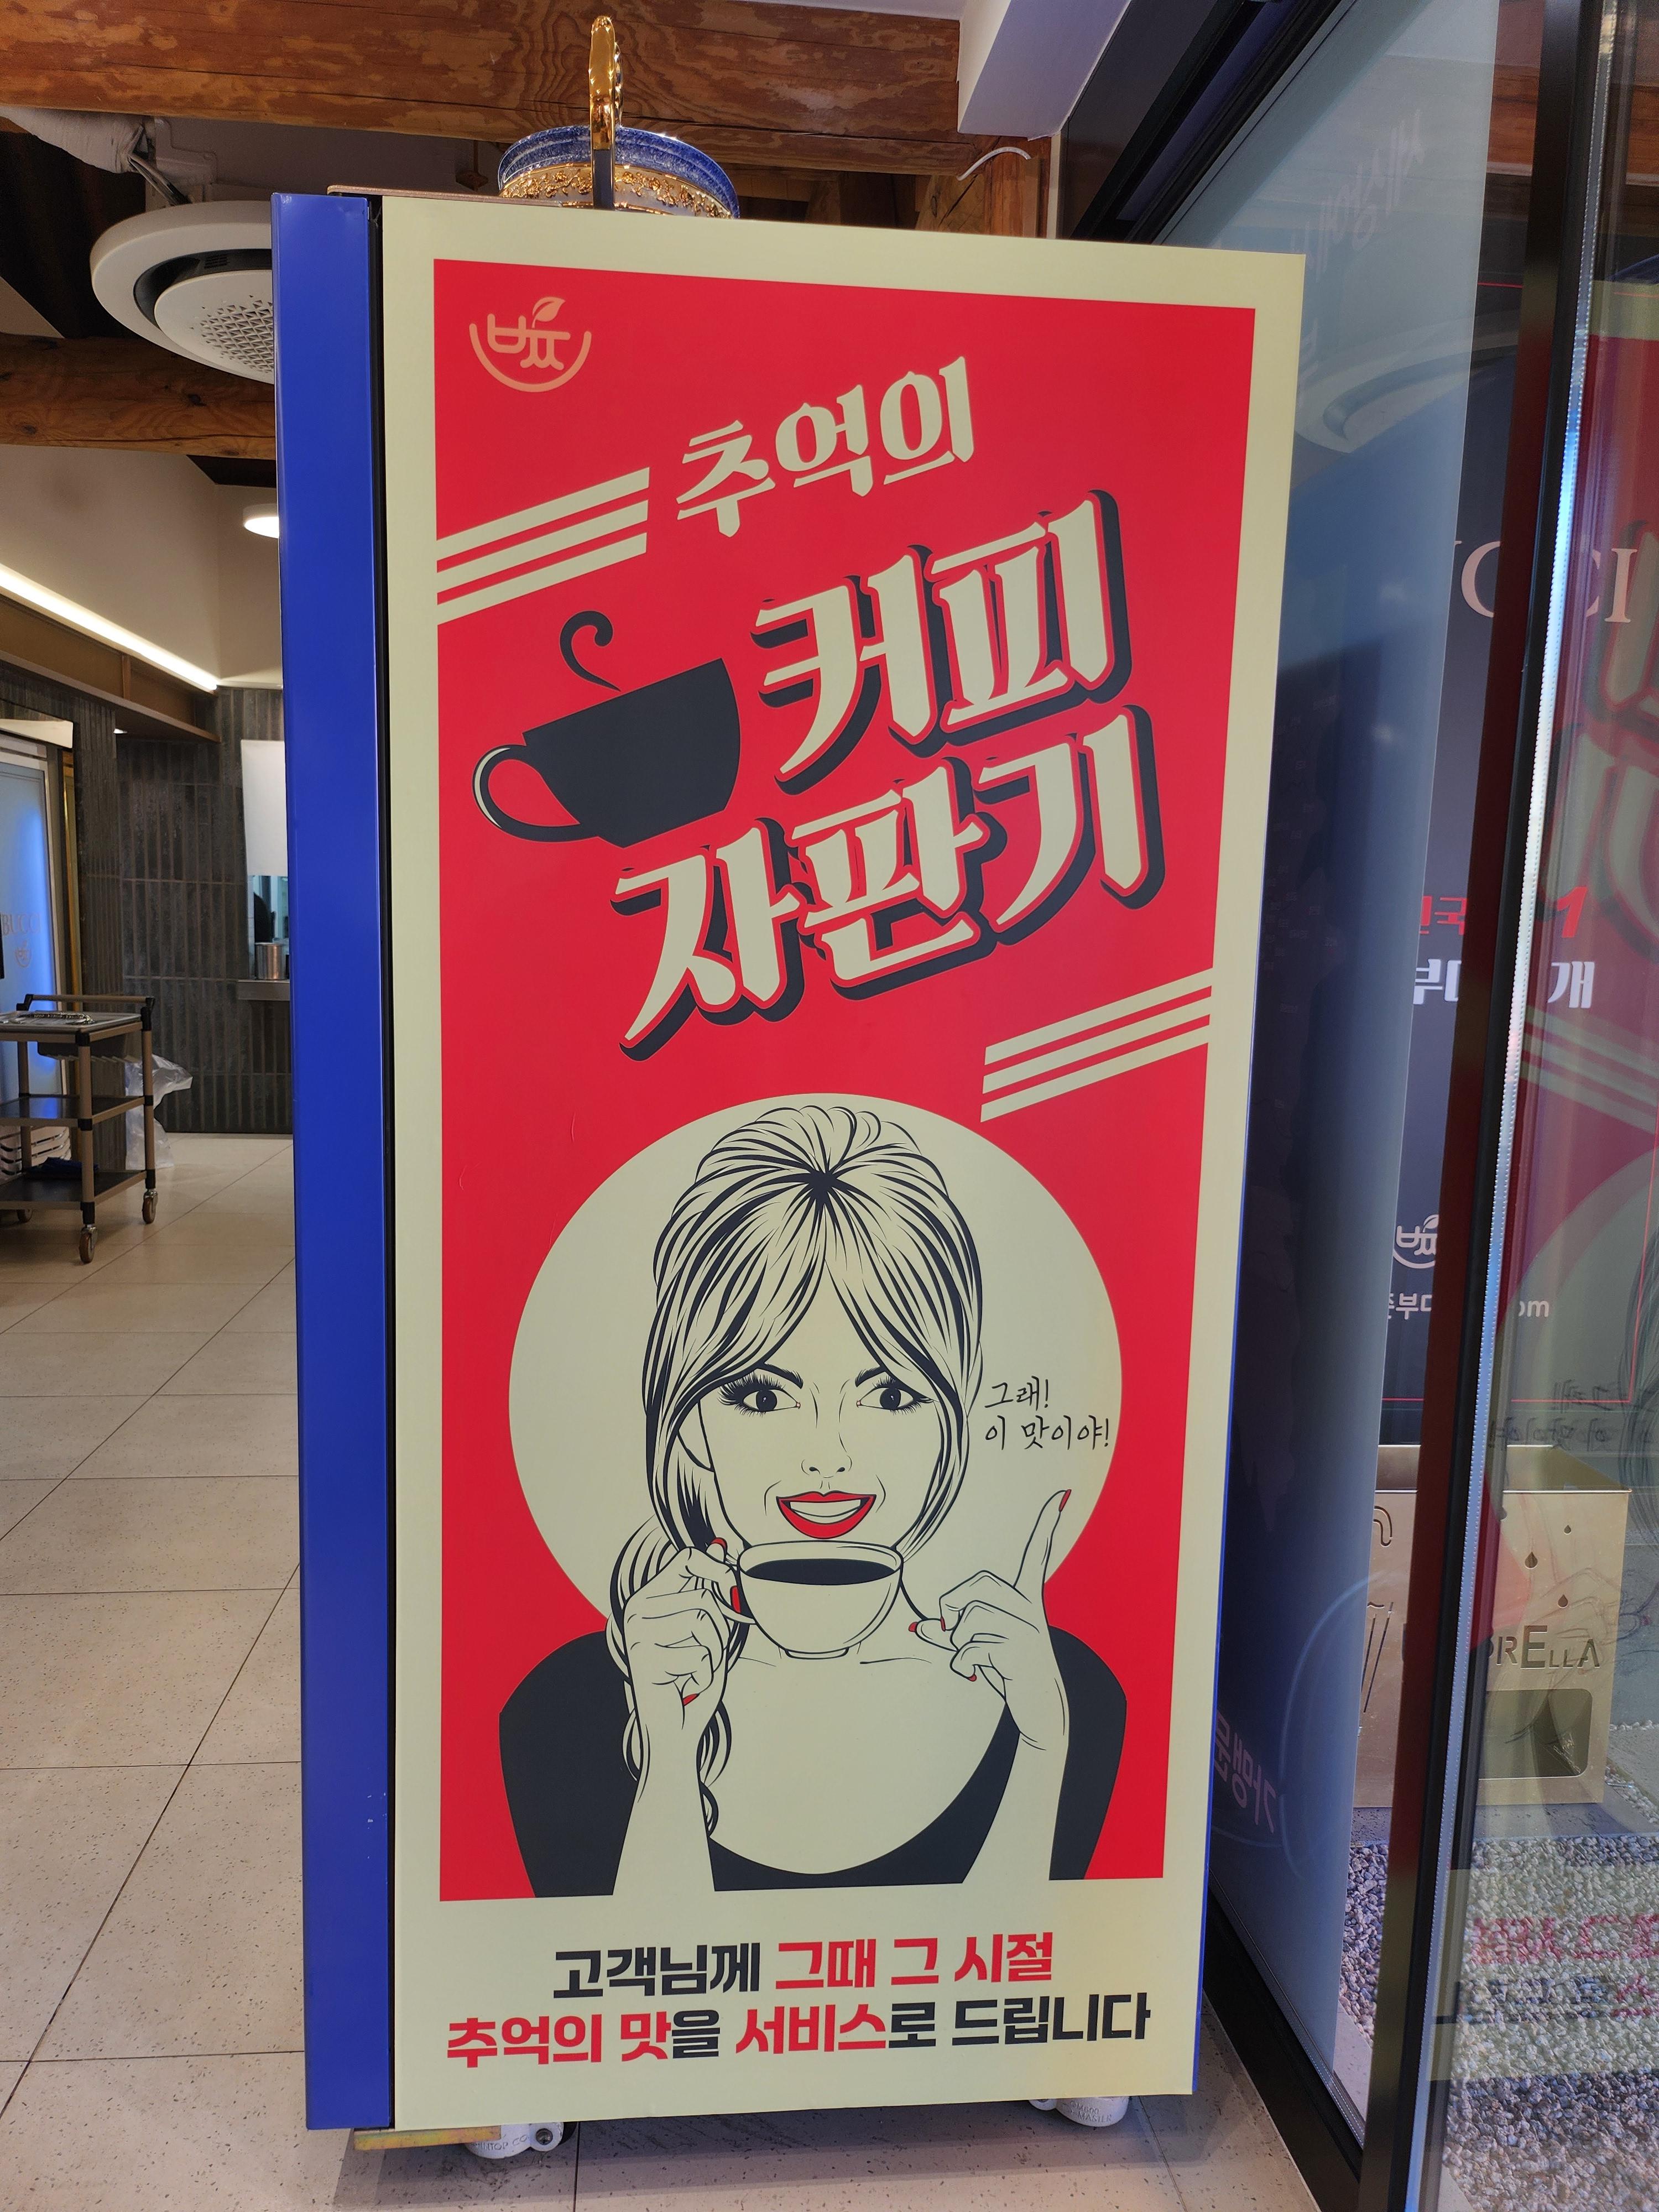 추억의
커피
자판기
그래!
이 맛이야!
고객님께 그때 그 시절
추억의 맛을 서비스로 드립니다